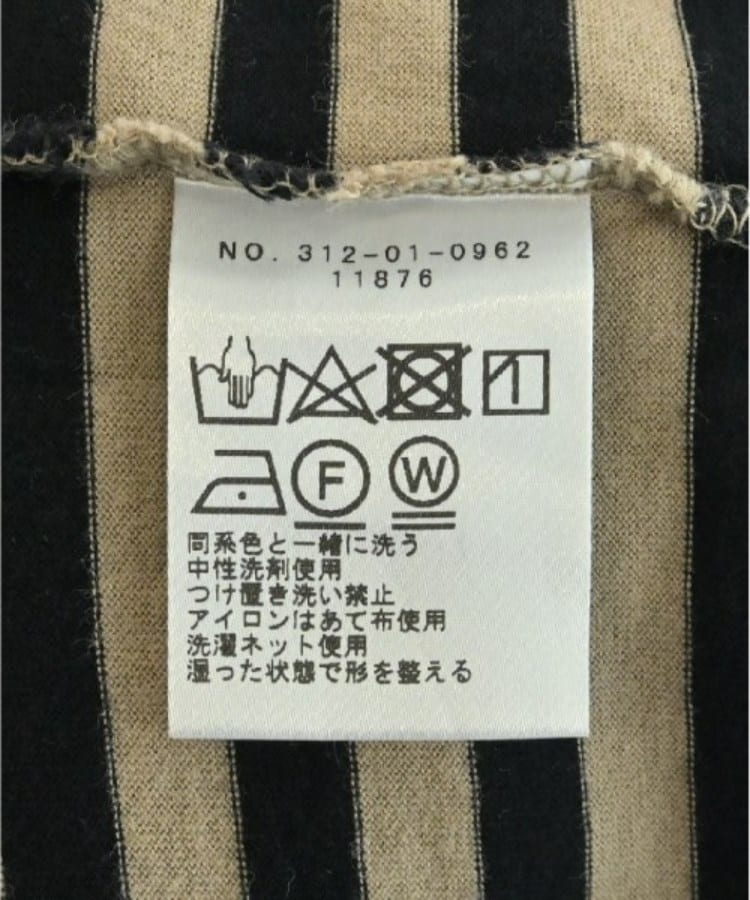 NO. 312-01-0962
11876
F W
同系色と一緒に洗う
中性洗剤使用
つけ置き洗い禁止
アイロンはあて布使用
洗濯ネット使用
湿った状態で形を整える